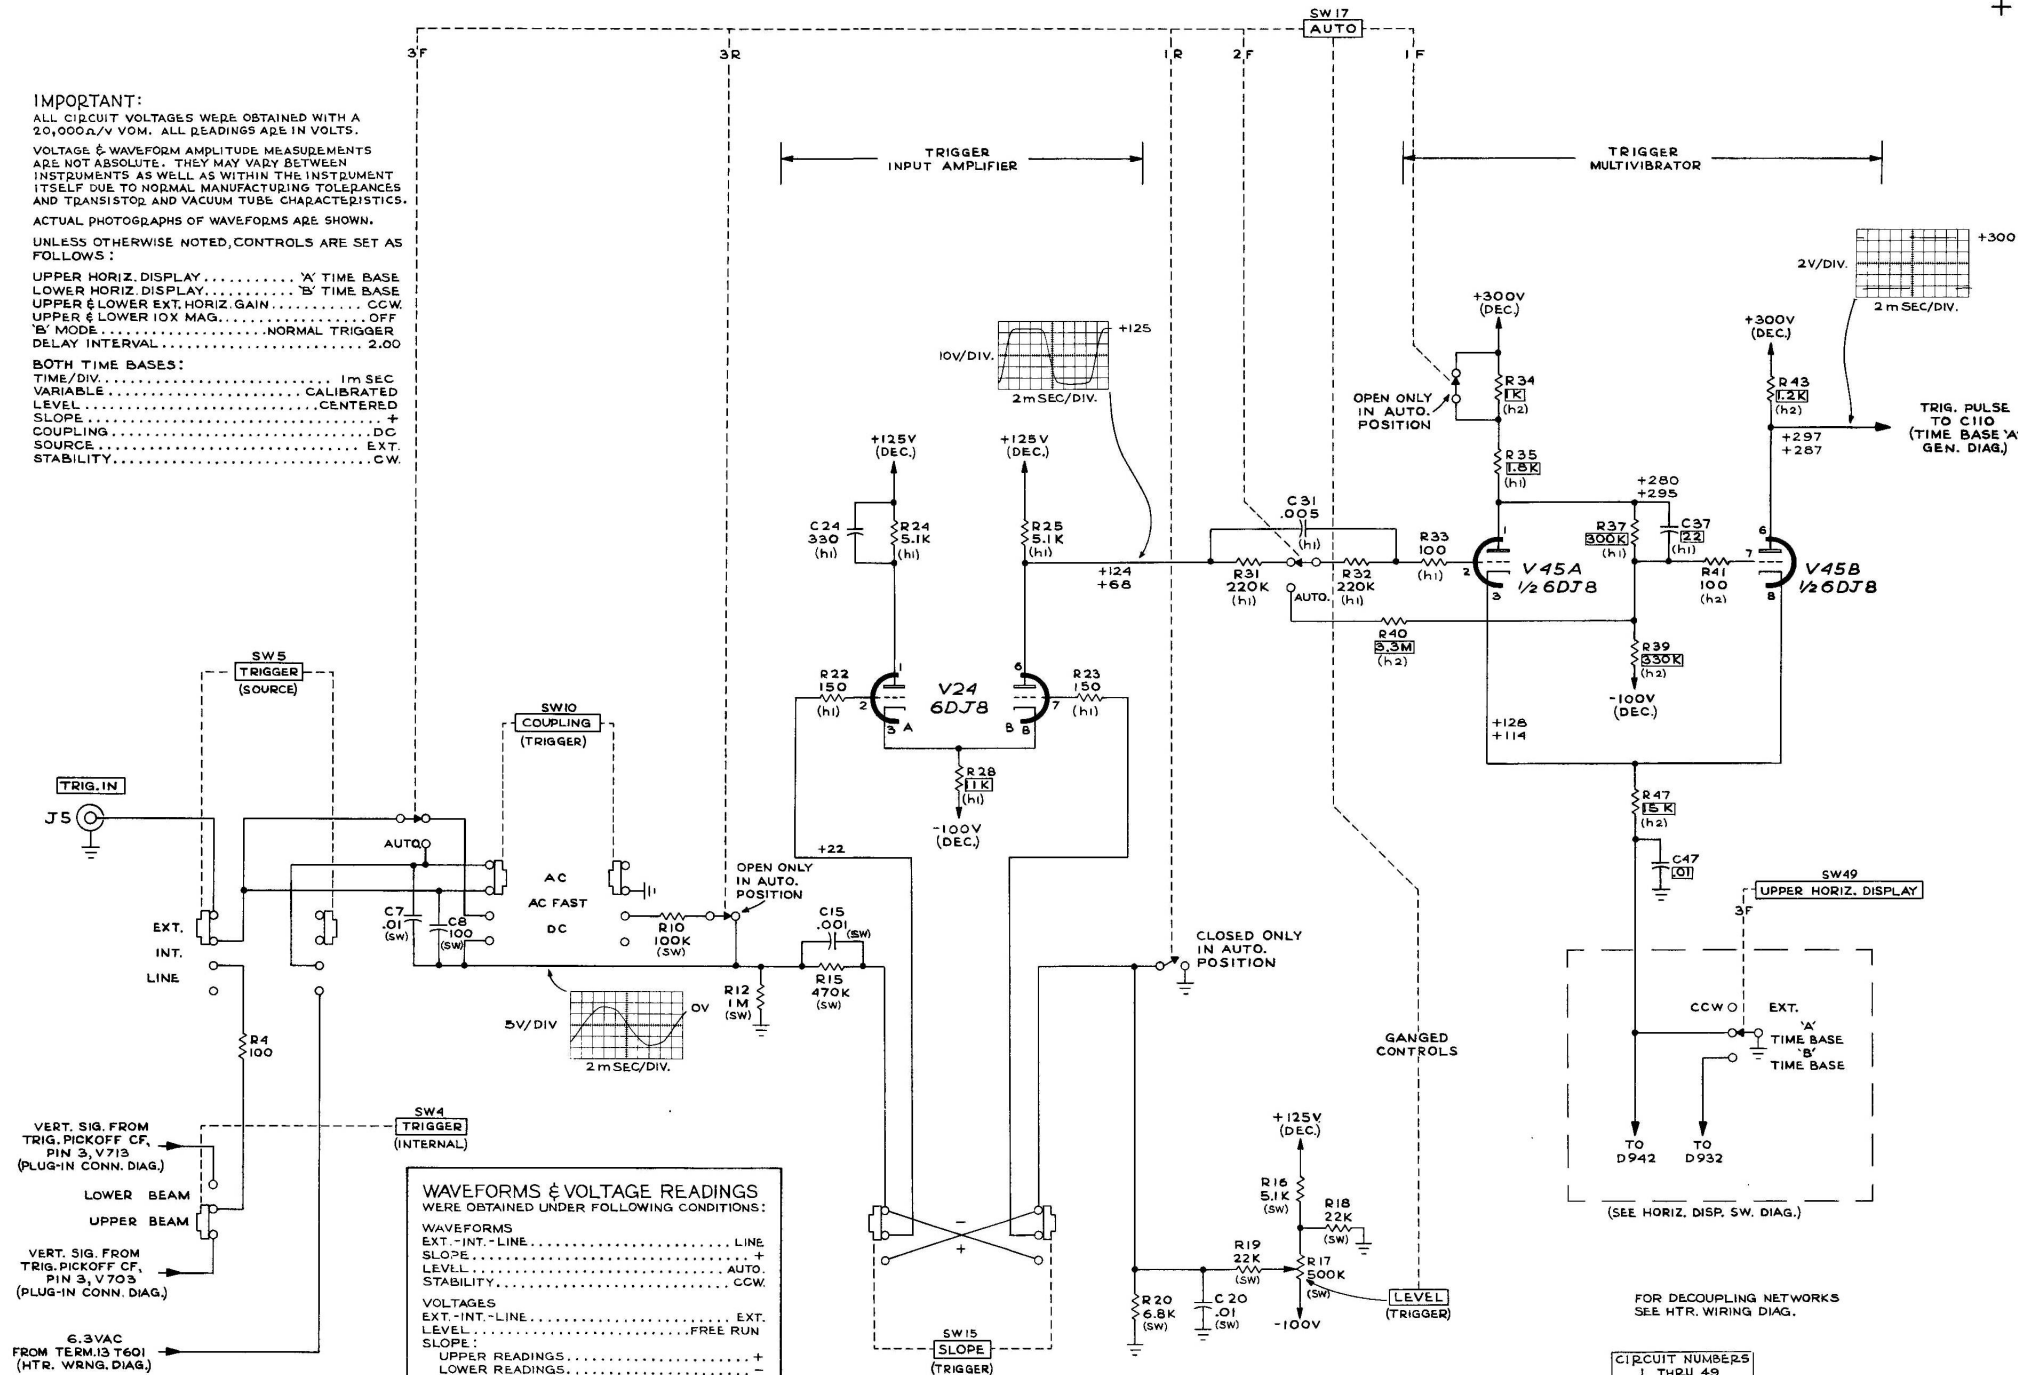 SW 17
AUTO
3F
3R
1R
2F
1F
+
IMPORTANT:
ALL CIRCUIT VOLTAGES WERE OBTAINED WITH A
20,000Ω/V VOM. ALL READINGS ARE IN VOLTS.
VOLTAGE & WAVEFORM AMPLITUDE MEASUREMENTS
ARE NOT ABSOLUTE. THEY MAY VARY BETWEEN
INSTRUMENTS AS WELL AS WITHIN THE INSTRUMENT
ITSELF DUE TO NORMAL MANUFACTURING TOLERANCES
AND TRANSISTOR AND VACUUM TUBE CHARACTERISTICS.
ACTUAL PHOTOGRAPHS OF WAVEFORMS ARE SHOWN.
UNLESS OTHERWISE NOTED, CONTROLS ARE SET AS
FOLLOWS:
UPPER HORIZ. DISPLAY........... 'A' TIME BASE
LOWER HORIZ. DISPLAY........... 'B' TIME BASE
UPPER & LOWER EXT. HORIZ. GAIN.......... CCW.
UPPER & LOWER 10X MAG............... OFF
'B' MODE.................NORMAL TRIGGER
DELAY INTERVAL..................... 2.00
BOTH TIME BASES:
TIME/DIV....................... 1m SEC
VARIABLE.................... CALIBRATED
LEVEL.......................CENTERED
SLOPE............................. +
COUPLING..........................DC
SOURCE.......................... EXT.
STABILITY........................CW.
TRIGGER
INPUT AMPLIFIER
TRIGGER
MULTIVIBRATOR
+300
2V/DIV.
2 mSEC/DIV.
+125
10V/DIV.
2 mSEC/DIV.
+300V
(DEC.)
R34
1K
(h2)
OPEN ONLY
IN AUTO.
POSITION
R35
1.8K
(h1)
+300V
(DEC.)
R43
1.2K
(h2)
+297
+287
TRIG. PULSE
TO C110
(TIME BASE 'A'
GEN. DIAG.)
+125V
(DEC.)
+125V
(DEC.)
C24
330
(h1)
R24
5.1K
(h1)
R25
5.1K
(h1)
+124
+68
C31
.005
(h1)
R31
220K
(h1)
AUTO.
R32
220K
(h1)
R33
100
(h1)
1
2
3
V45A
1/2 6DJ8
+280
+295
R37
300K
(h1)
C37
22
(h1)
R41
100
(h2)
6
7
8
V45B
1/2 6DJ8
R40
3.3M
(h2)
R39
330K
(h2)
-100V
(DEC.)
+128
+114
R22
150
(h1)
1
2
3 A
V24
6DJ8
6
7
B 8
R23
150
(h1)
R28
11K
(h1)
-100V
(DEC.)
+22
SW5
TRIGGER
(SOURCE)
SW10
COUPLING
(TRIGGER)
TRIG. IN
J5
AUTO.
AC
AC FAST
DC
OPEN ONLY
IN AUTO.
POSITION
EXT.
INT.
LINE
C7
.01
(SW)
C8
100
(SW)
R10
100K
(SW)
R12
1M
(SW)
C15
.001
(SW)
R15
470K
(SW)
5V/DIV
0V
2 mSEC/DIV.
R4
100
CLOSED ONLY
IN AUTO.
POSITION
GANGED
CONTROLS
R47
15K
(h2)
C47
.01
SW49
UPPER HORIZ. DISPLAY
3F
CCW
EXT.
'A'
TIME BASE
'B'
TIME BASE
TO
D942
TO
D932
(SEE HORIZ. DISP. SW. DIAG.)
SW4
TRIGGER
(INTERNAL)
VERT. SIG. FROM
TRIG. PICKOFF CF,
PIN 3, V713
(PLUG-IN CONN. DIAG.)
LOWER BEAM
UPPER BEAM
VERT. SIG. FROM
TRIG. PICKOFF CF,
PIN 3, V703
(PLUG-IN CONN. DIAG.)
6.3VAC
FROM TERM.13 T601
(HTR. WRNG. DIAG.)
WAVEFORMS & VOLTAGE READINGS
WERE OBTAINED UNDER FOLLOWING CONDITIONS:
WAVEFORMS
EXT.-INT.-LINE..................... LINE
SLOPE............................ +
LEVEL.......................... AUTO.
STABILITY....................... CCW.
VOLTAGES
EXT.-INT.-LINE..................... EXT.
LEVEL.....................FREE RUN
SLOPE:
UPPER READINGS.................. +
LOWER READINGS.................. -
-
+
SW15
SLOPE
(TRIGGER)
+125V
(DEC.)
R16
5.1K
(SW)
R18
22K
(SW)
R19
22K
(SW)
R17
500K
(SW)
-100V
R20
6.8K
(SW)
C20
.01
(SW)
LEVEL
(TRIGGER)
FOR DECOUPLING NETWORKS
SEE HTR. WIRING DIAG.
CIRCUIT NUMBERS
1 THRU 49